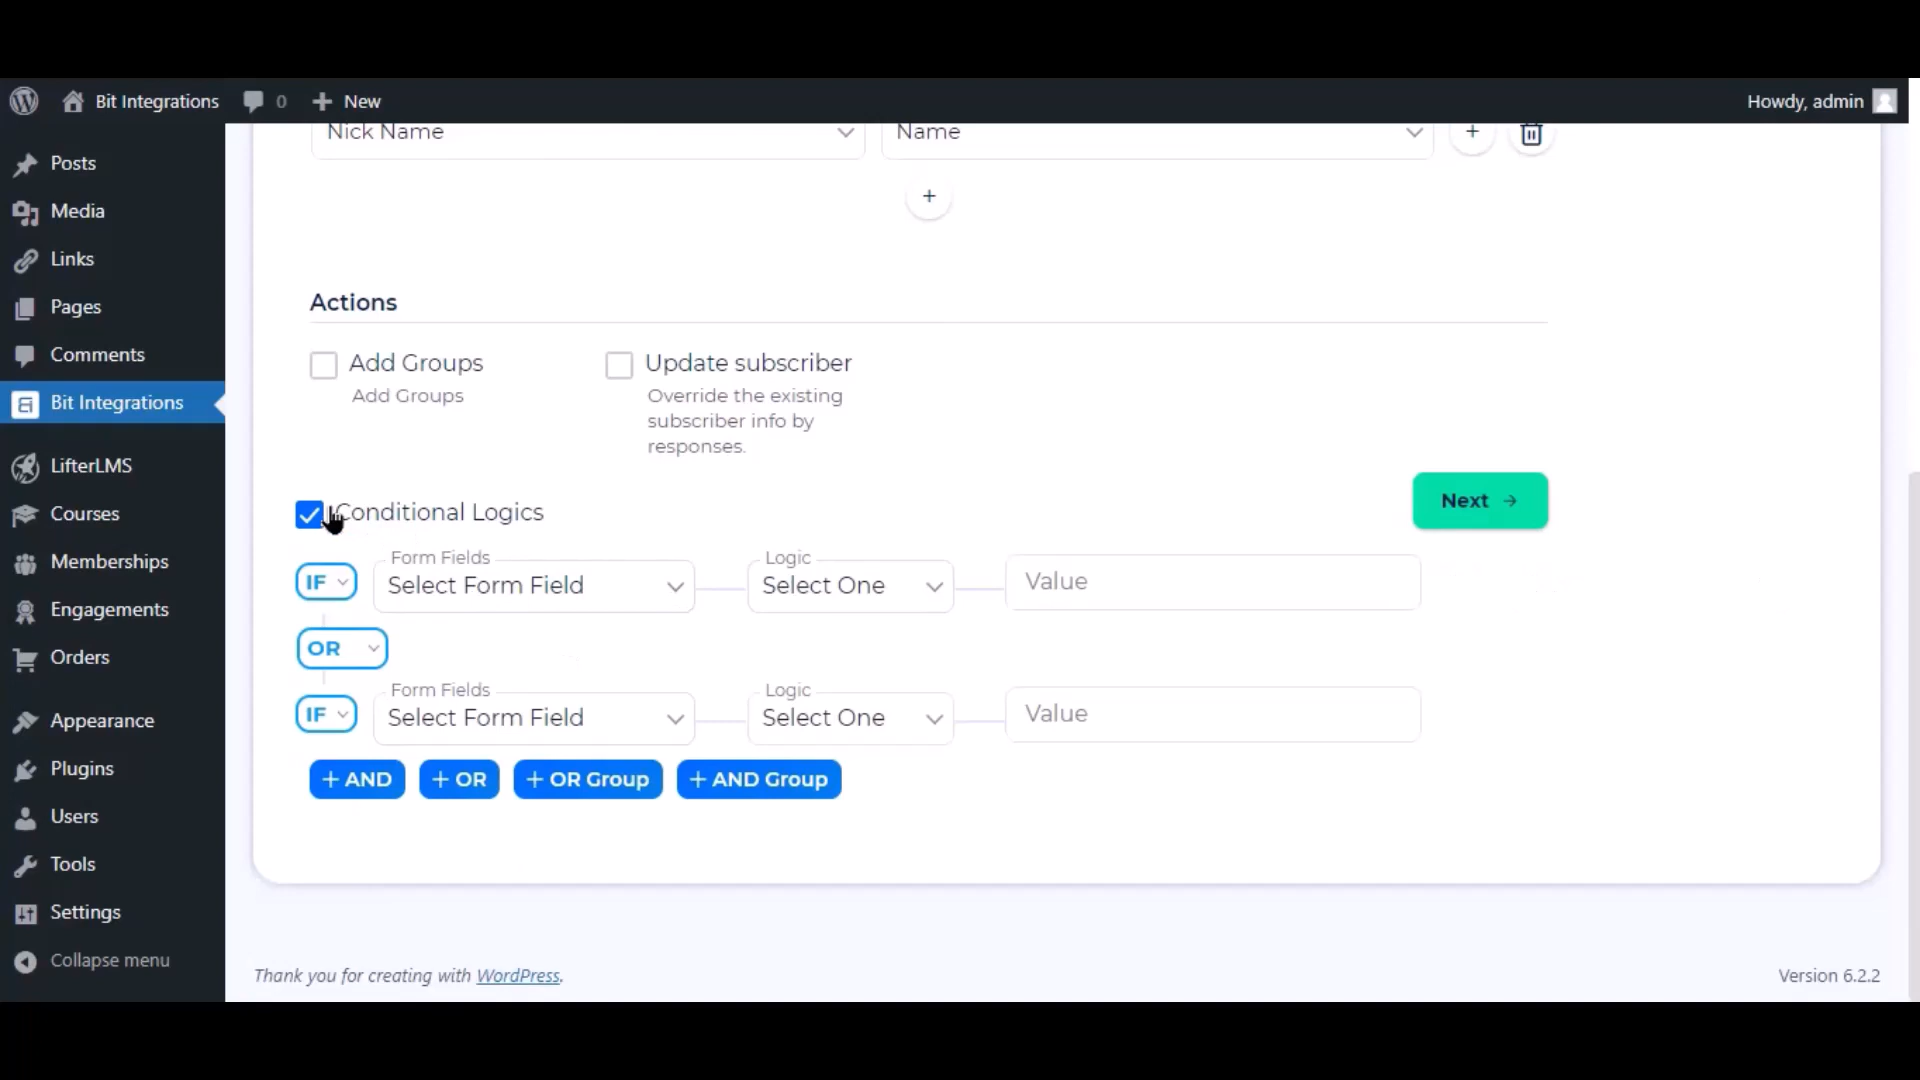 Bit Integrations 0 New Howdy, admin
Nick Name Name
Posts
Media
Links
Pages
Comments
Bit Integrations
LifterLMS
Courses
Memberships
Engagements
Orders
Appearance
Plugins
Users
Tools
Settings
Collapse menu
Actions
Add Groups
Add Groups
Update subscriber
Override the existing
subscriber info by
responses.
Conditional Logics
Next →
IF Form Fields Select Form Field Logic Select One Value
OR
IF Form Fields Select Form Field Logic Select One Value
+ AND + OR + OR Group + AND Group
Thank you for creating with WordPress. Version 6.2.2